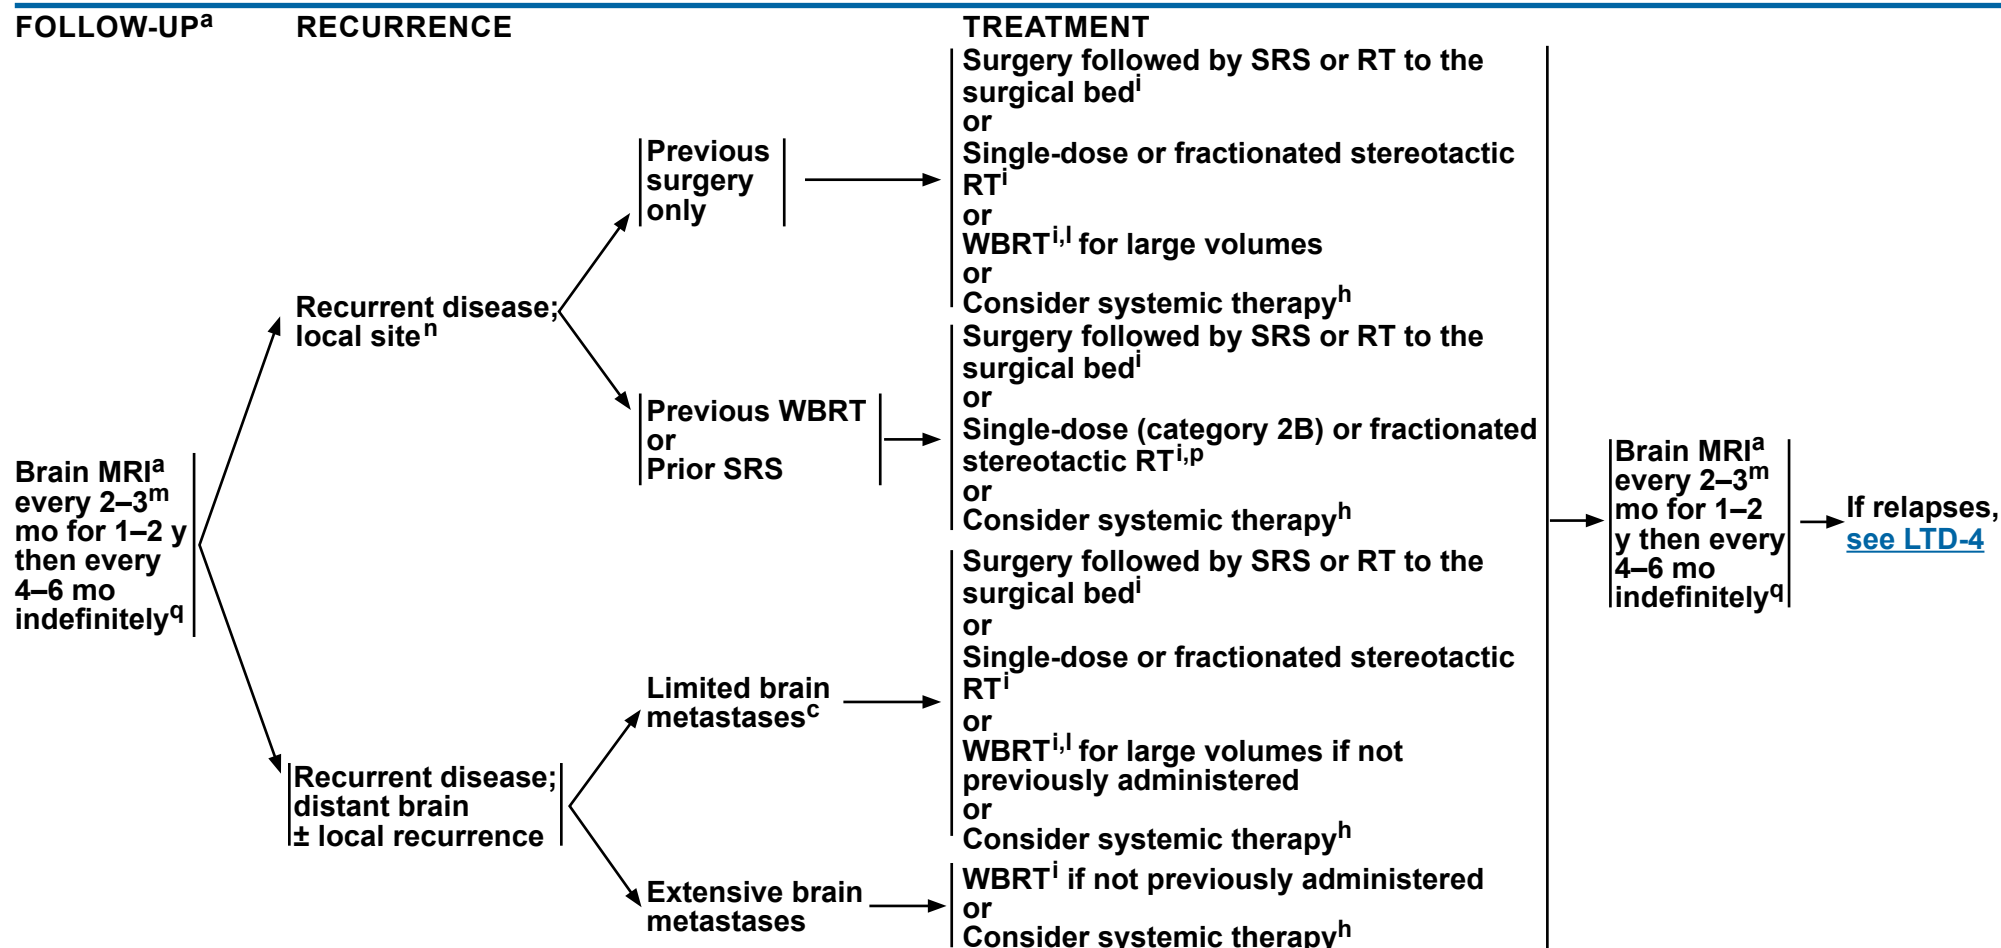 FOLLOW-UPa
RECURRENCE
TREATMENT
Brain MRIa
every 2–3m
mo for 1–2 y
then every
4–6 mo
indefinitelyq
Recurrent disease;
local siten
Previous
surgery
only
Surgery followed by SRS or RT to the
surgical bedi
or
Single-dose or fractionated stereotactic
RTi
or
WBRTi,l for large volumes
or
Consider systemic therapyh
Previous WBRT
or
Prior SRS
Surgery followed by SRS or RT to the
surgical bedi
or
Single-dose (category 2B) or fractionated
stereotactic RTi,p
or
Consider systemic therapyh
Recurrent disease;
distant brain
± local recurrence
Limited brain
metastasesc
Surgery followed by SRS or RT to the
surgical bedi
or
Single-dose or fractionated stereotactic
RTi
or
WBRTi,l for large volumes if not
previously administered
or
Consider systemic therapyh
Extensive brain
metastases
WBRTi if not previously administered
or
Consider systemic therapyh
Brain MRIa
every 2–3m
mo for 1–2
y then every
4–6 mo
indefinitelyq
If relapses,
see LTD-4